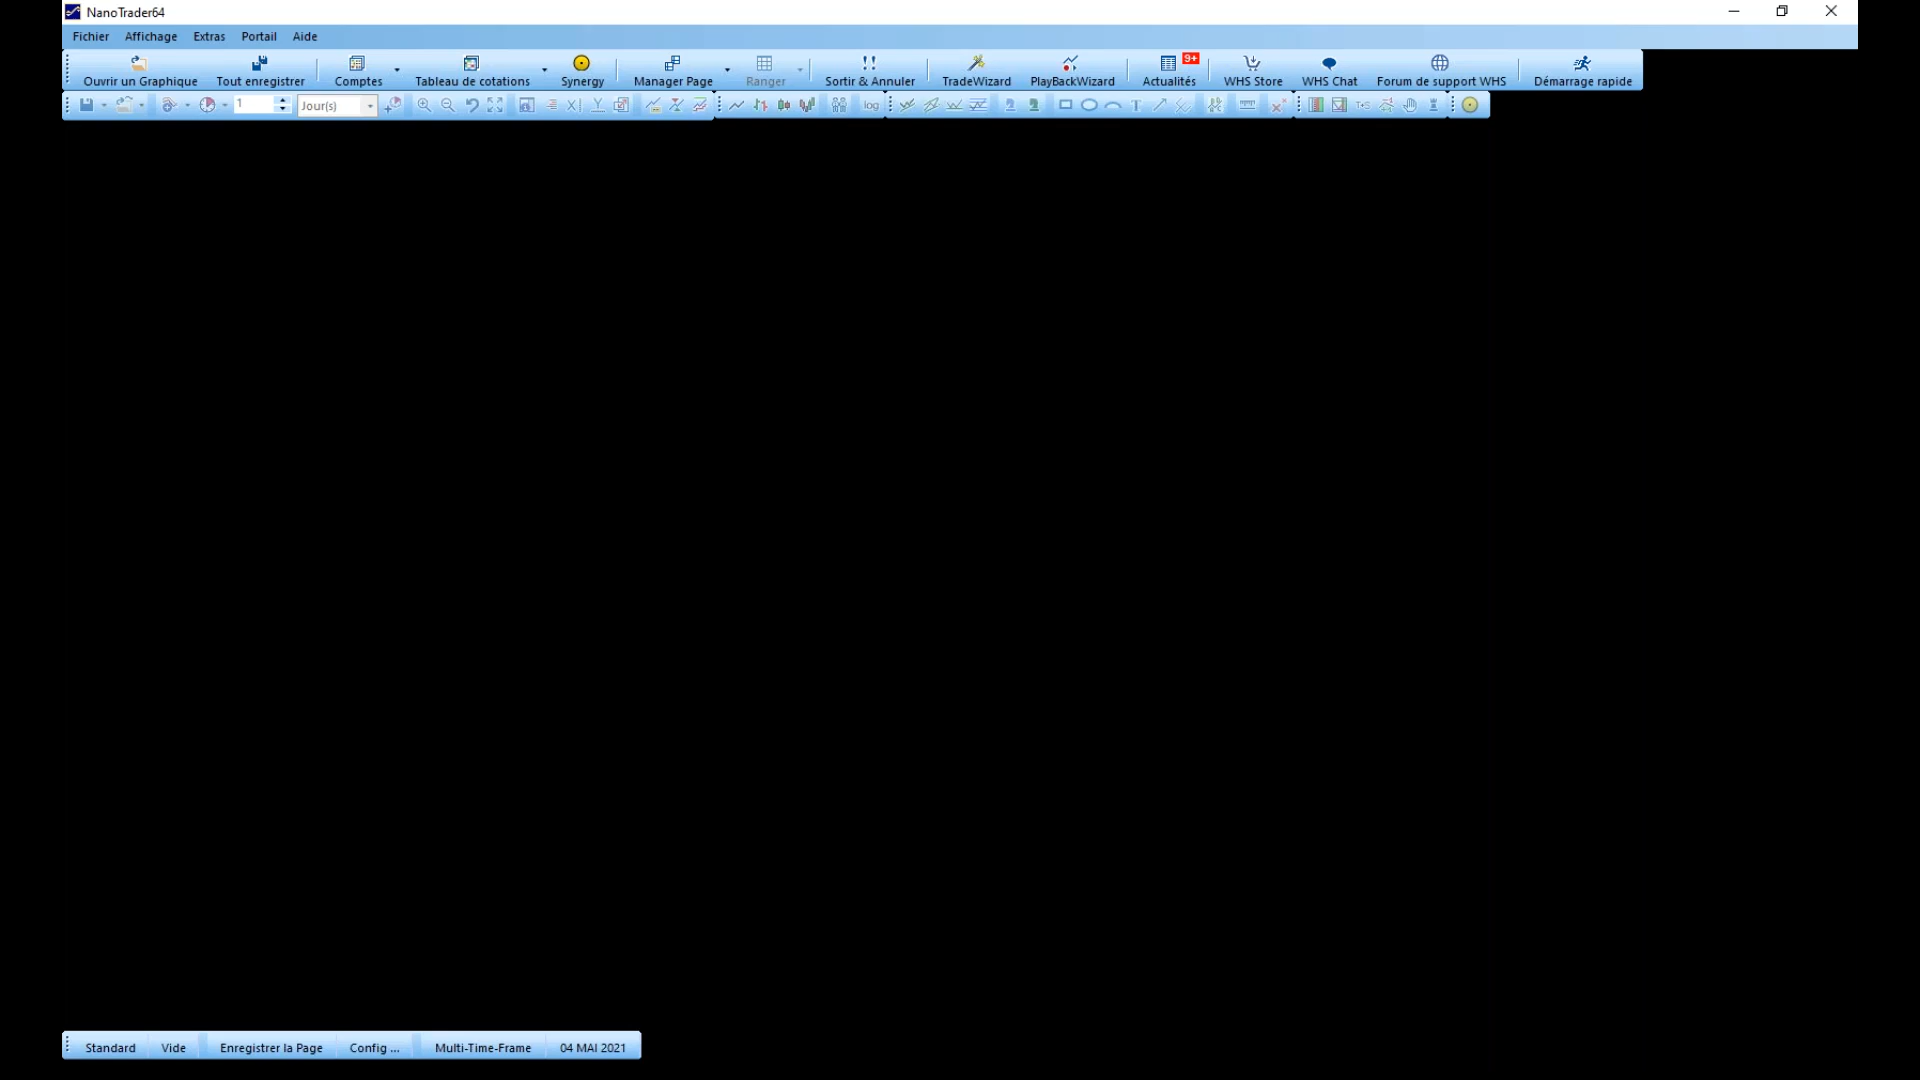 NanoTrader64
Fichier Affichage Extras Portail Aide
Ouvrir un Graphique Tout enregistrer Comptes Tableau de cotations Synergy Manager Page Ranger Sortir & Annuler TradeWizard PlayBackWizard 9+ Actualités WHS Store WHS Chat Forum de support WHS Démarrage rapide
1 Jour(s) log T+S
Standard Vide Enregistrer la Page Config ... Multi-Time-Frame 04 MAI 2021